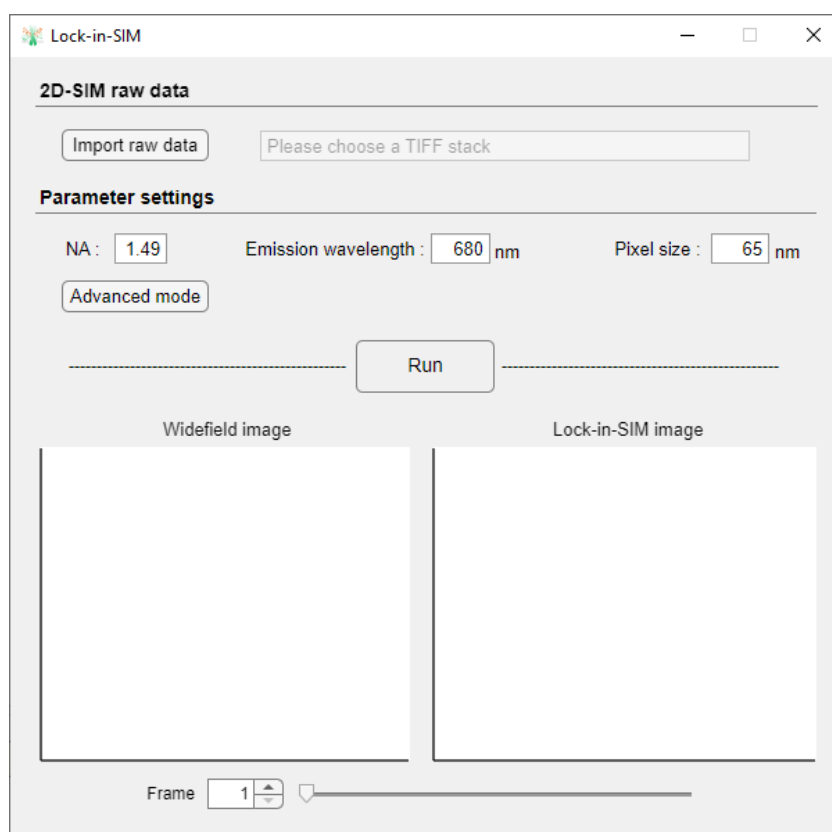 Lock-in-SIM
2D-SIM raw data
Import raw data Please choose a TIFF stack
Parameter settings
NA : 1.49 Emission wavelength : 680 nm Pixel size : 65 nm
Advanced mode
Run
Widefield image Lock-in-SIM image
Frame 1